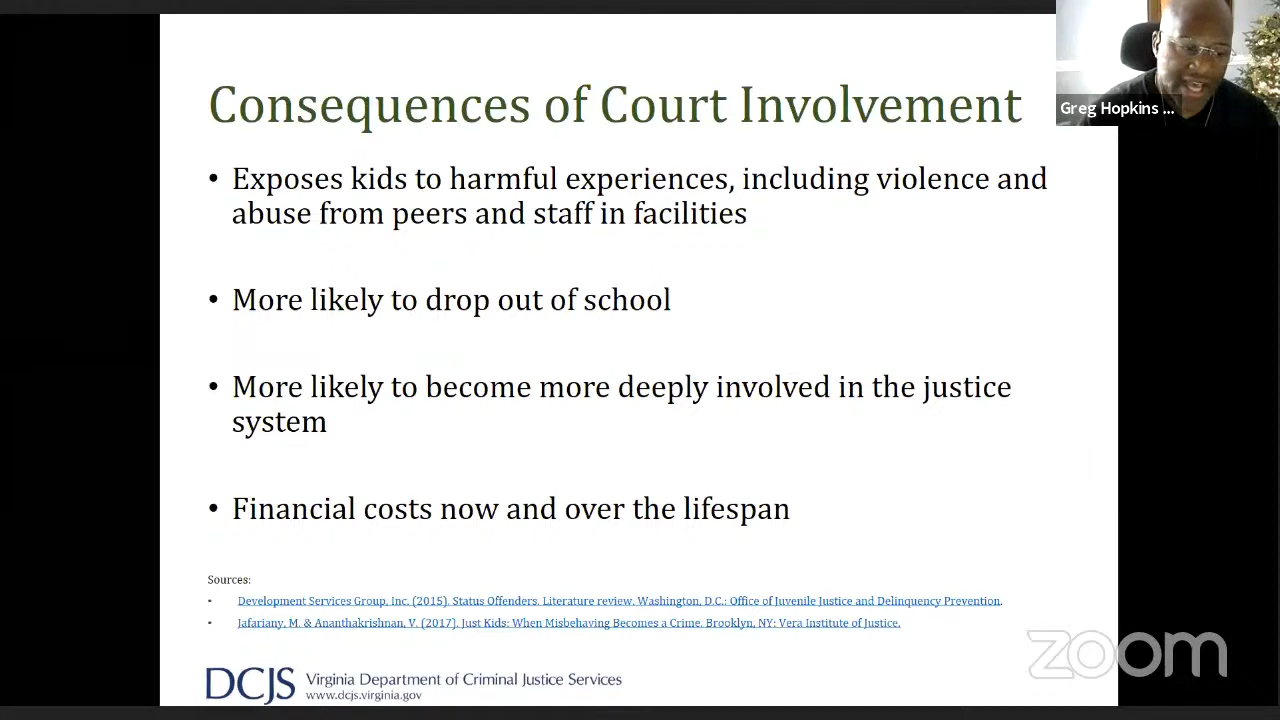 Consequences of Court Involvement
Greg Hopkins ...
• Exposes kids to harmful experiences, including violence and
abuse from peers and staff in facilities
• More likely to drop out of school
• More likely to become more deeply involved in the justice
system
• Financial costs now and over the lifespan
Sources:
• Development Services Group, Inc. (2015). Status Offenders. Literature review. Washington, D.C.: Office of Juvenile Justice and Delinquency Prevention.
• Jafariany, M. & Ananthakrishnan, V. (2017). Just Kids: When Misbehaving Becomes a Crime. Brooklyn, NY: Vera Institute of Justice.
zoom
DCJS Virginia Department of Criminal Justice Services
www.dcjs.virginia.gov